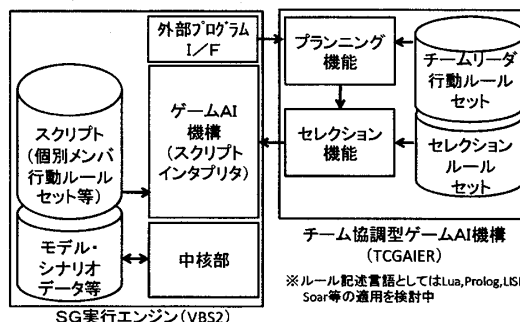 外部プログラム
I/F
スクリプト
(個別メンバ
行動ルール
セット等)
ゲームAI
機構
(スクリプト
インタプリタ)
モデル・
シナリオ
データ等
中核部
SG実行エンジン(VBS2)
プランニング
機能
チームリーダ
行動ルール
セット
セレクション
機能
セレクション
ルール
セット
チーム協調型ゲームAI機構
(TCGAIER)
※ルール記述言語としてはLua,Prolog,LISP
Soar等の適用を検討中